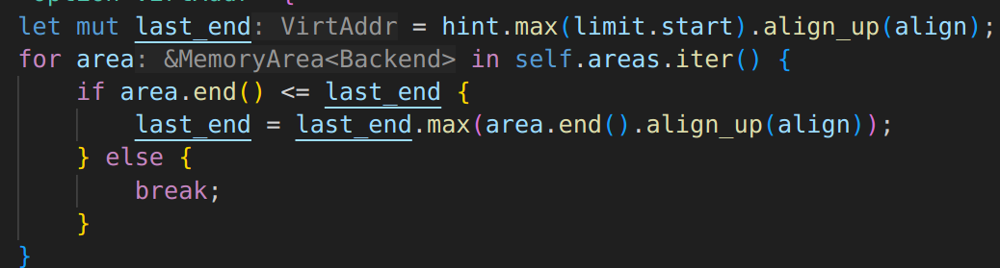 let mut last_end: VirtAddr = hint.max(limit.start).align_up(align);
for area: &MemoryArea<Backend> in self.areas.iter() {
if area.end() <= last_end {
last_end = last_end.max(area.end().align_up(align));
} else {
break;
}
}